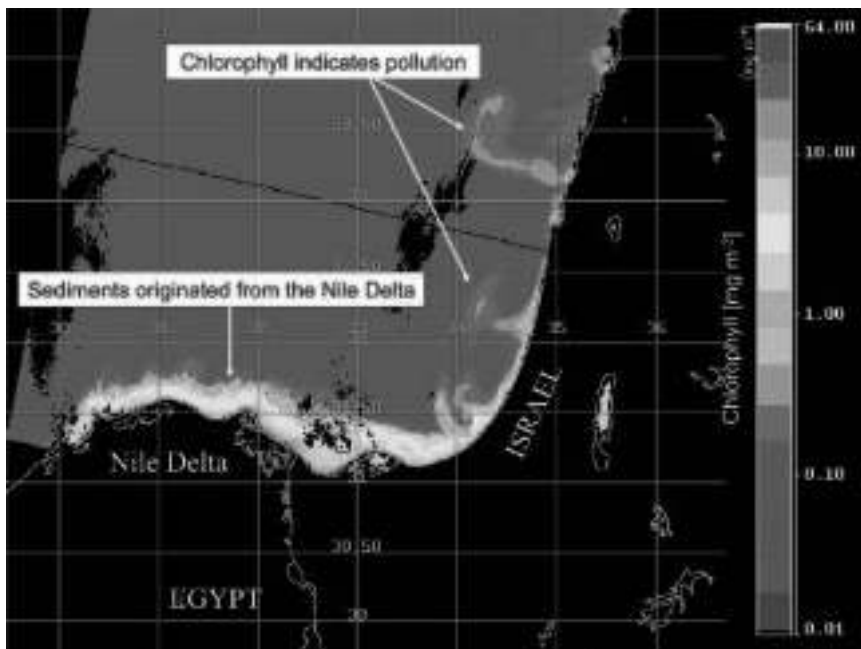 Chlorophyll indicates pollution
Sediments originated from the Nile Delta
35
36
ISRAEL
Nile Delta
30.50
EGYPT
30
64.00
10.00
1.00
0.10
0.01
Chlorophyll [mg m-3]